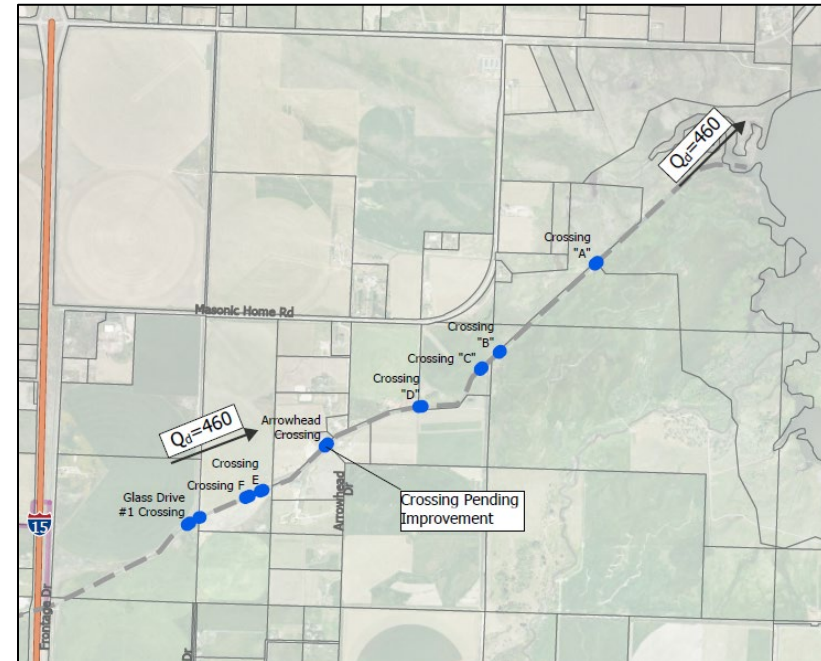 Qd=460
Crossing
"A"
Masonic Home Rd
Crossing
"B"
Crossing "C"
Crossing
"D"
Qd=460
Arrowhead
Crossing
Crossing
E
Crossing F
Glass Drive
#1 Crossing
Arrowhead
Dr
Crossing Pending
Improvement
15
Frontage Dr
Dr